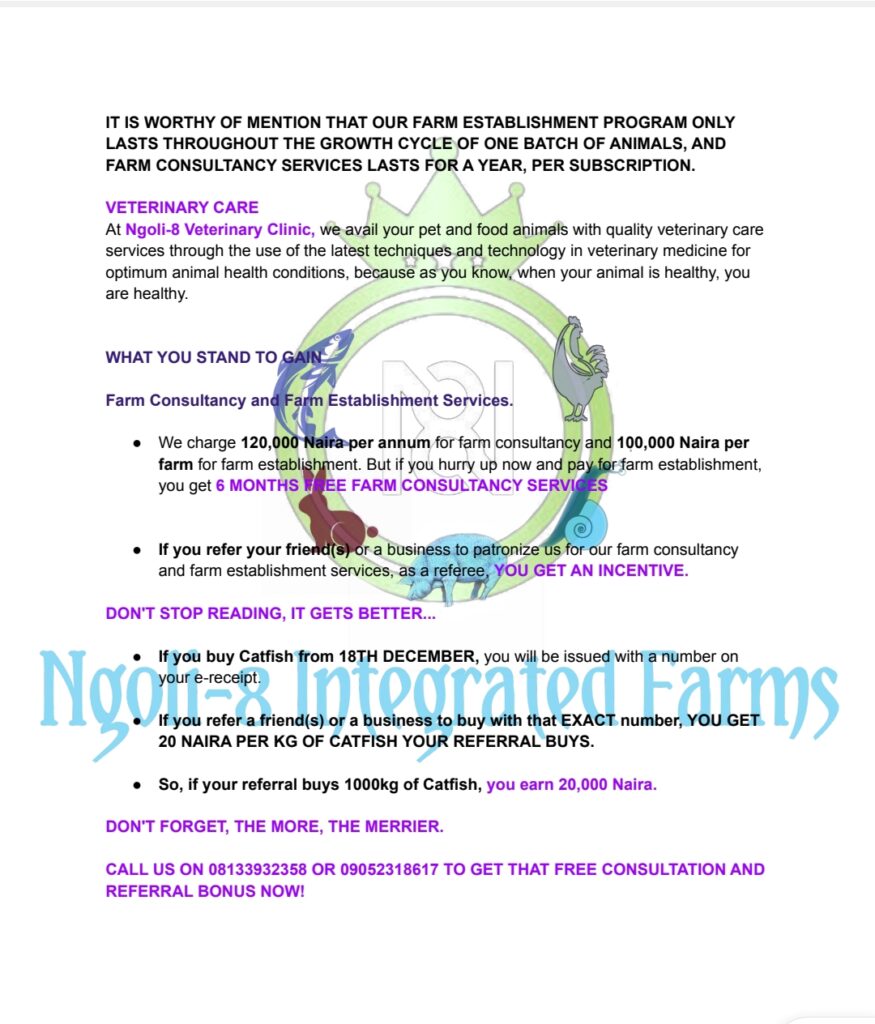 IT IS WORTHY OF MENTION THAT OUR FARM ESTABLISHMENT PROGRAM ONLY
LASTS THROUGHOUT THE GROWTH CYCLE OF ONE BATCH OF ANIMALS, AND
FARM CONSULTANCY SERVICES LASTS FOR A YEAR, PER SUBSCRIPTION.
VETERINARY CARE
At Ngoli-8 Veterinary Clinic, we avail your pet and food animals with quality veterinary care
services through the use of the latest techniques and technology in veterinary medicine for
optimum animal health conditions, because as you know, when your animal is healthy, you
are healthy.
WHAT YOU STAND TO GAIN
Farm Consultancy and Farm Establishment Services.
● We charge 120,000 Naira per annum for farm consultancy and 100,000 Naira per
farm for farm establishment. But if you hurry up now and pay for farm establishment,
you get 6 MONTHS FREE FARM CONSULTANCY SERVICES
● If you refer your friend(s) or a business to patronize us for our farm consultancy
and farm establishment services, as a referee, YOU GET AN INCENTIVE.
DON'T STOP READING, IT GETS BETTER...
● If you buy Catfish from 18TH DECEMBER, you will be issued with a number on
your e-receipt.
Ngoli-8 Integrated Farms
● If you refer a friend(s) or a business to buy with that EXACT number, YOU GET
20 NAIRA PER KG OF CATFISH YOUR REFERRAL BUYS.
● So, if your referral buys 1000kg of Catfish, you earn 20,000 Naira.
DON'T FORGET, THE MORE, THE MERRIER.
CALL US ON 08133932358 OR 09052318617 TO GET THAT FREE CONSULTATION AND
REFERRAL BONUS NOW!